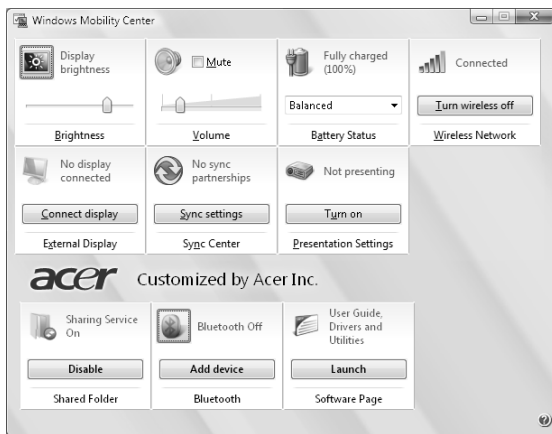 Windows Mobility Center
Display
brightness
Brightness
Mute
Volume
Fully charged
(100%)
Balanced
Battery Status
Connected
Turn wireless off
Wireless Network
No display
connected
Connect display
External Display
No sync
partnerships
Sync settings
Sync Center
Not presenting
Turn on
Presentation Settings
acer Customized by Acer Inc.
Sharing Service
On
Disable
Shared Folder
Bluetooth Off
Add device
Bluetooth
User Guide,
Drivers and
Utilities
Launch
Software Page